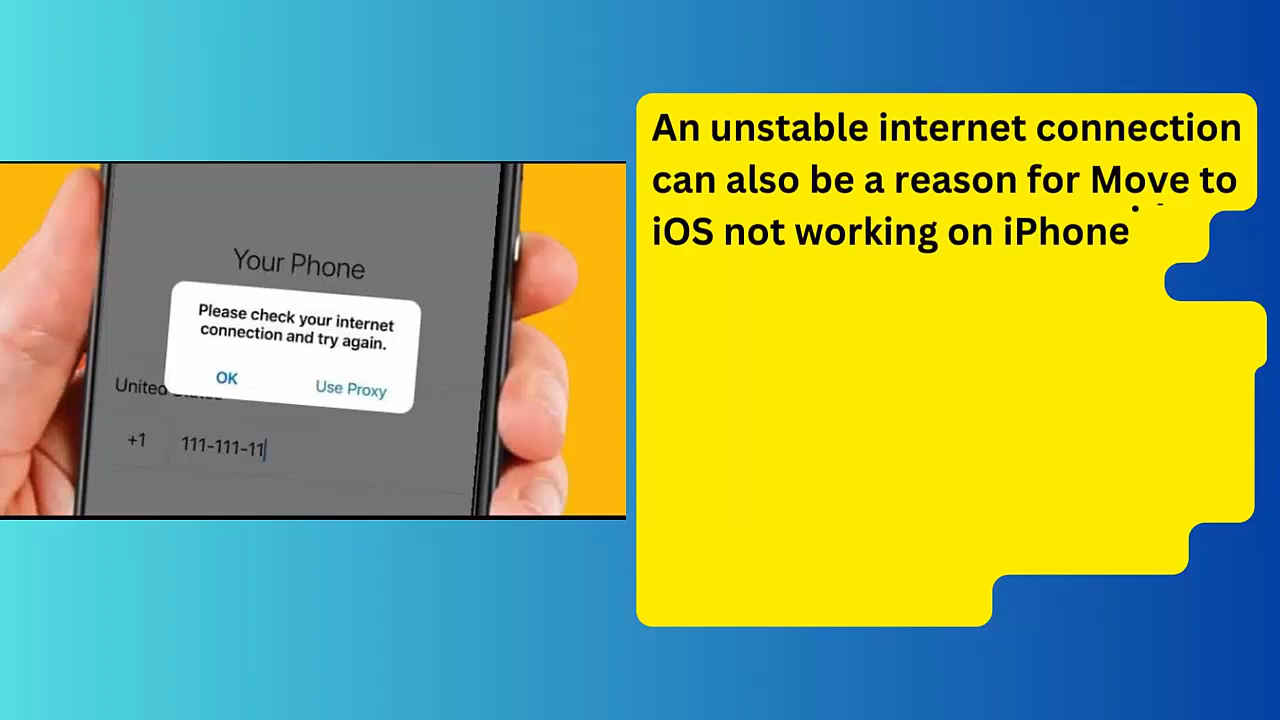 Your Phone
Please check your internet
connection and try again.
OK Use Proxy
United
+1 111-111-11
An unstable internet connection
can also be a reason for Move to
iOS not working on iPhone